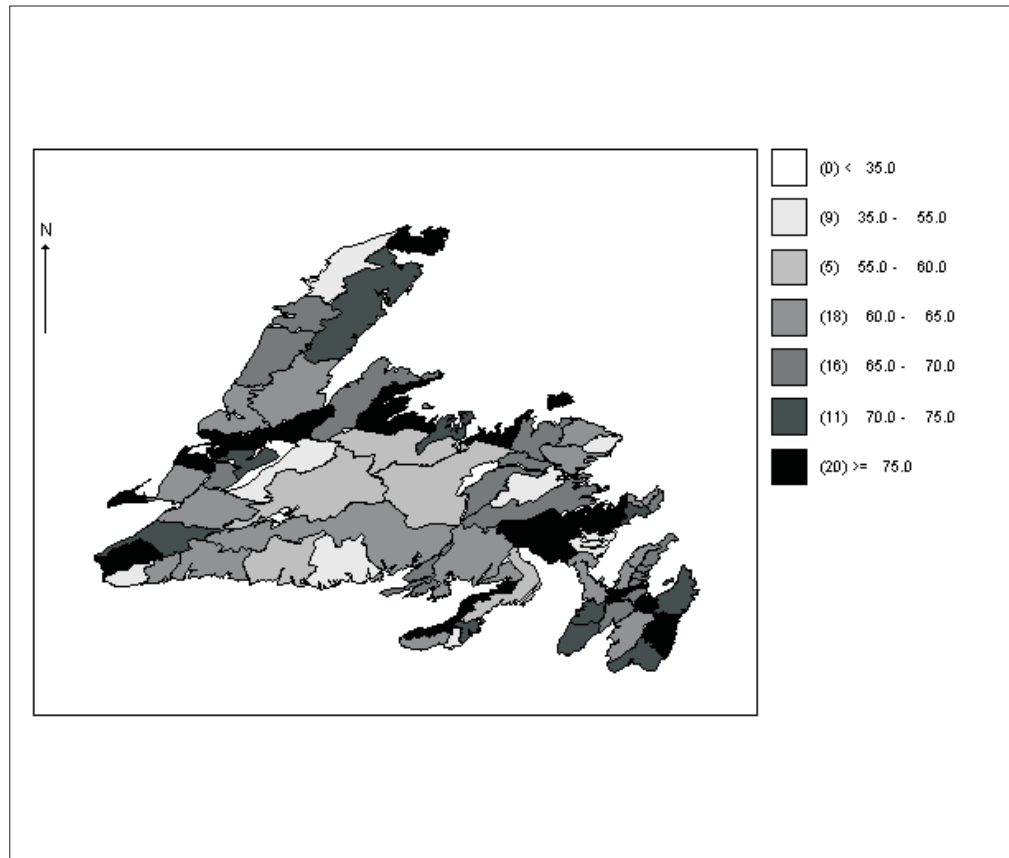 N
(0) < 35.0
(9) 35.0 - 55.0
(5) 55.0 - 60.0
(18) 60.0 - 65.0
(16) 65.0 - 70.0
(11) 70.0 - 75.0
(20) >= 75.0